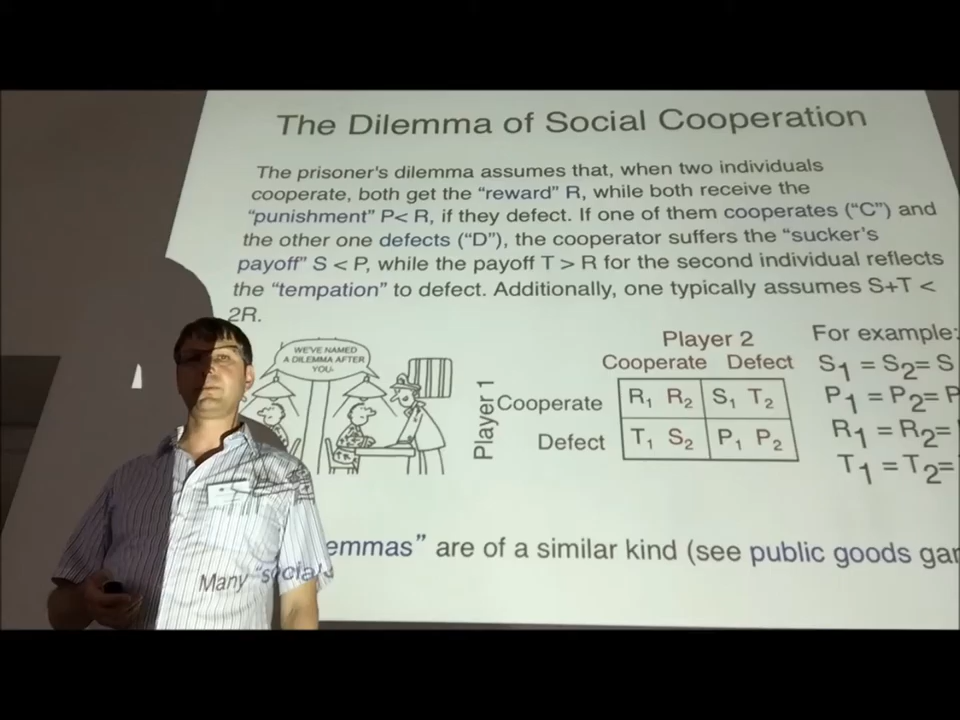 The Dilemma of Social Cooperation
The prisoner's dilemma assumes that, when two individuals
cooperate, both get the “reward” R, while both receive the
“punishment” P< R, if they defect. If one of them cooperates (“C”) and
the other one defects (“D”), the cooperator suffers the “sucker's
payoff” S < P, while the payoff T > R for the second individual reflects
the “tempation” to defect. Additionally, one typically assumes S+T <
2R.
WE'VE NAMED
A DILEMMA AFTER
YOU.
Player 2
Cooperate Defect
Player 1
Cooperate
R1 R2 S1 T2
Defect
T1 S2 P1 P2
For example:
S1 = S2= S
P1 = P2= P
R1 = R2=
T1 = T2=
Many “social emmas” are of a similar kind (see public goods gam